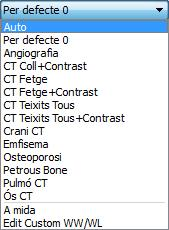 Per defecte 0
Auto
Per defecte 0
Angiografia
CT Coll+Contrast
CT Fetge
CT Fetge+Contrast
CT Teixits Tous
CT Teixits Tous+Contrast
Crani CT
Emfisema
Osteoporosi
Petrous Bone
Pulmó CT
Ós CT
A mida
Edit Custom WW/WL